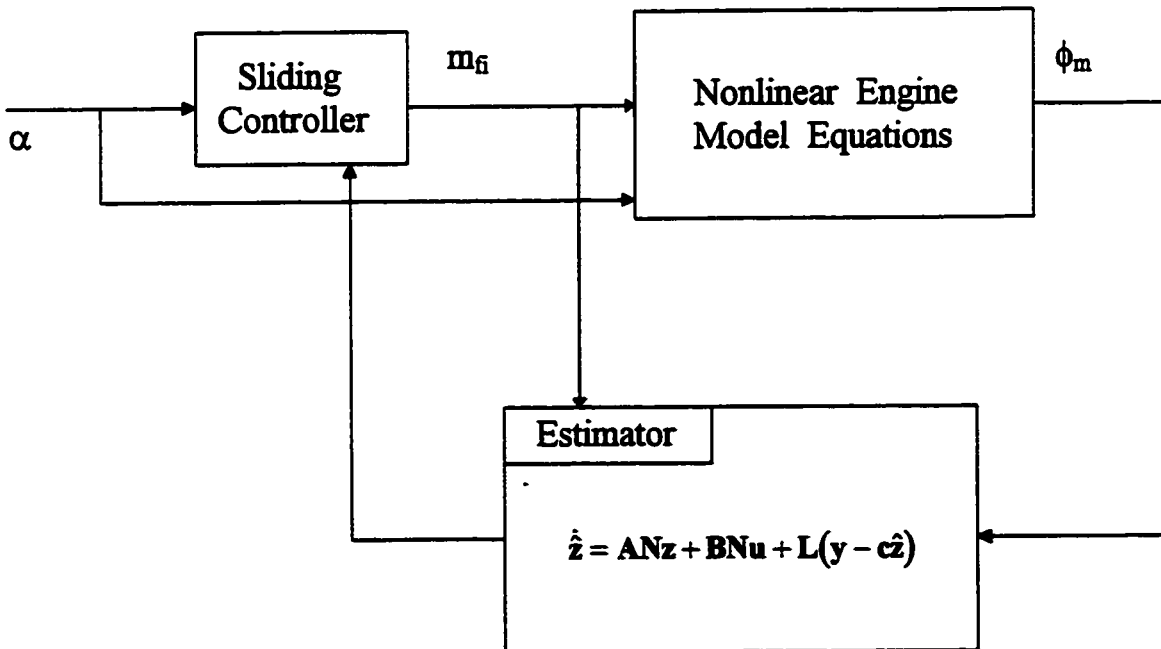 Sliding
Controller
m_fi
Nonlinear Engine
Model Equations
ϕ_m
α
Estimator
ż̂ = ANz + BNu + L(y − cẑ)